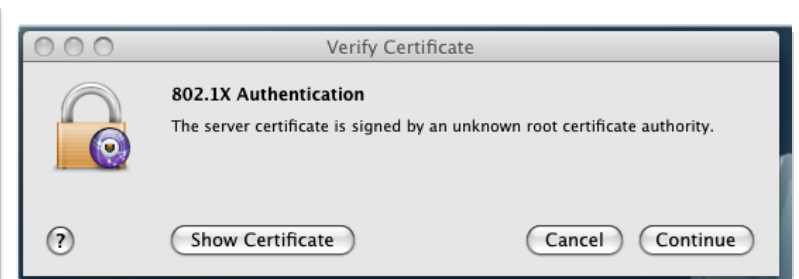 Verify Certificate
802.1X Authentication
The server certificate is signed by an unknown root certificate authority.
?
Show Certificate
Cancel
Continue